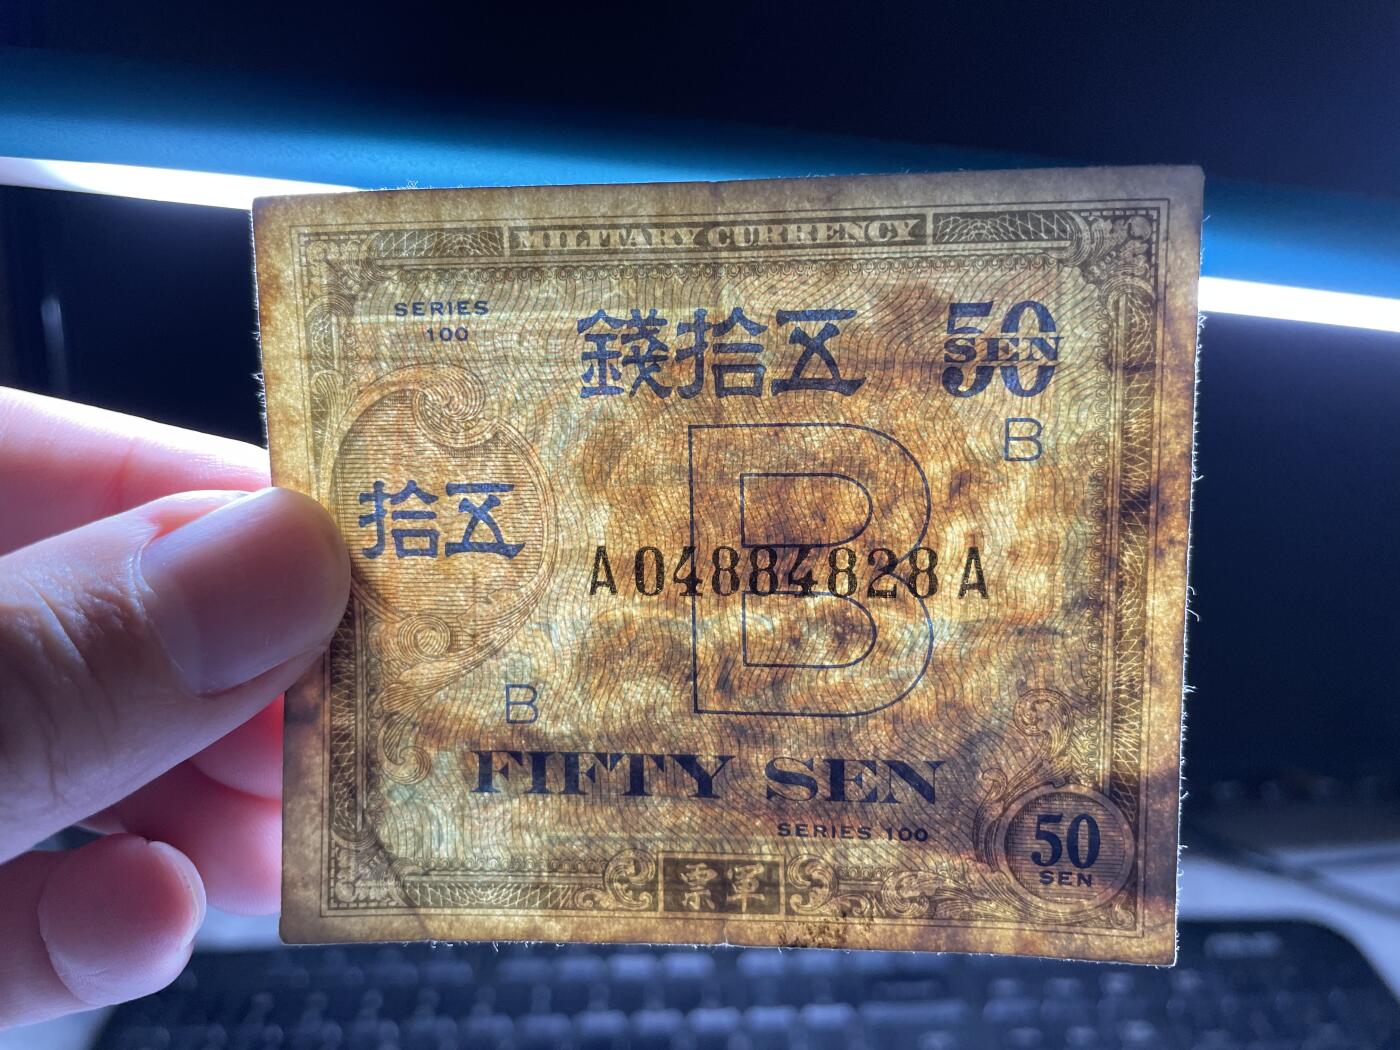 MILITARY CURRENCY
SERIES
100
錢拾五
50
SEN
B
拾五
B
A04884828A
B
FIFTY SEN
SERIES 100
50
SEN
票軍